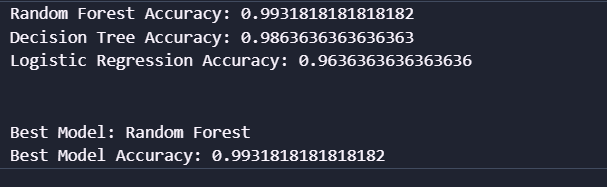 Random Forest Accuracy: 0.9931818181818182
Decision Tree Accuracy: 0.9863636363636363
Logistic Regression Accuracy: 0.9636363636363636
Best Model: Random Forest
Best Model Accuracy: 0.9931818181818182